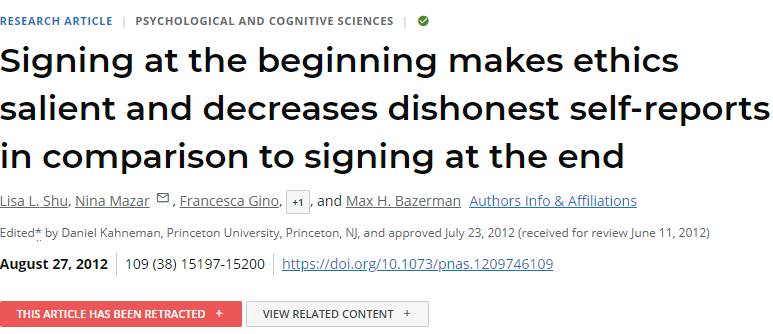 RESEARCH ARTICLE | PSYCHOLOGICAL AND COGNITIVE SCIENCES |
Signing at the beginning makes ethics
salient and decreases dishonest self-reports
in comparison to signing at the end
Lisa L. Shu, Nina Mazar, Francesca Gino, +1, and Max H. Bazerman Authors Info & Affiliations
Edited* by Daniel Kahneman, Princeton University, Princeton, NJ, and approved July 23, 2012 (received for review June 11, 2012)
August 27, 2012 | 109 (38) 15197-15200 | https://doi.org/10.1073/pnas.1209746109
THIS ARTICLE HAS BEEN RETRACTED + VIEW RELATED CONTENT +